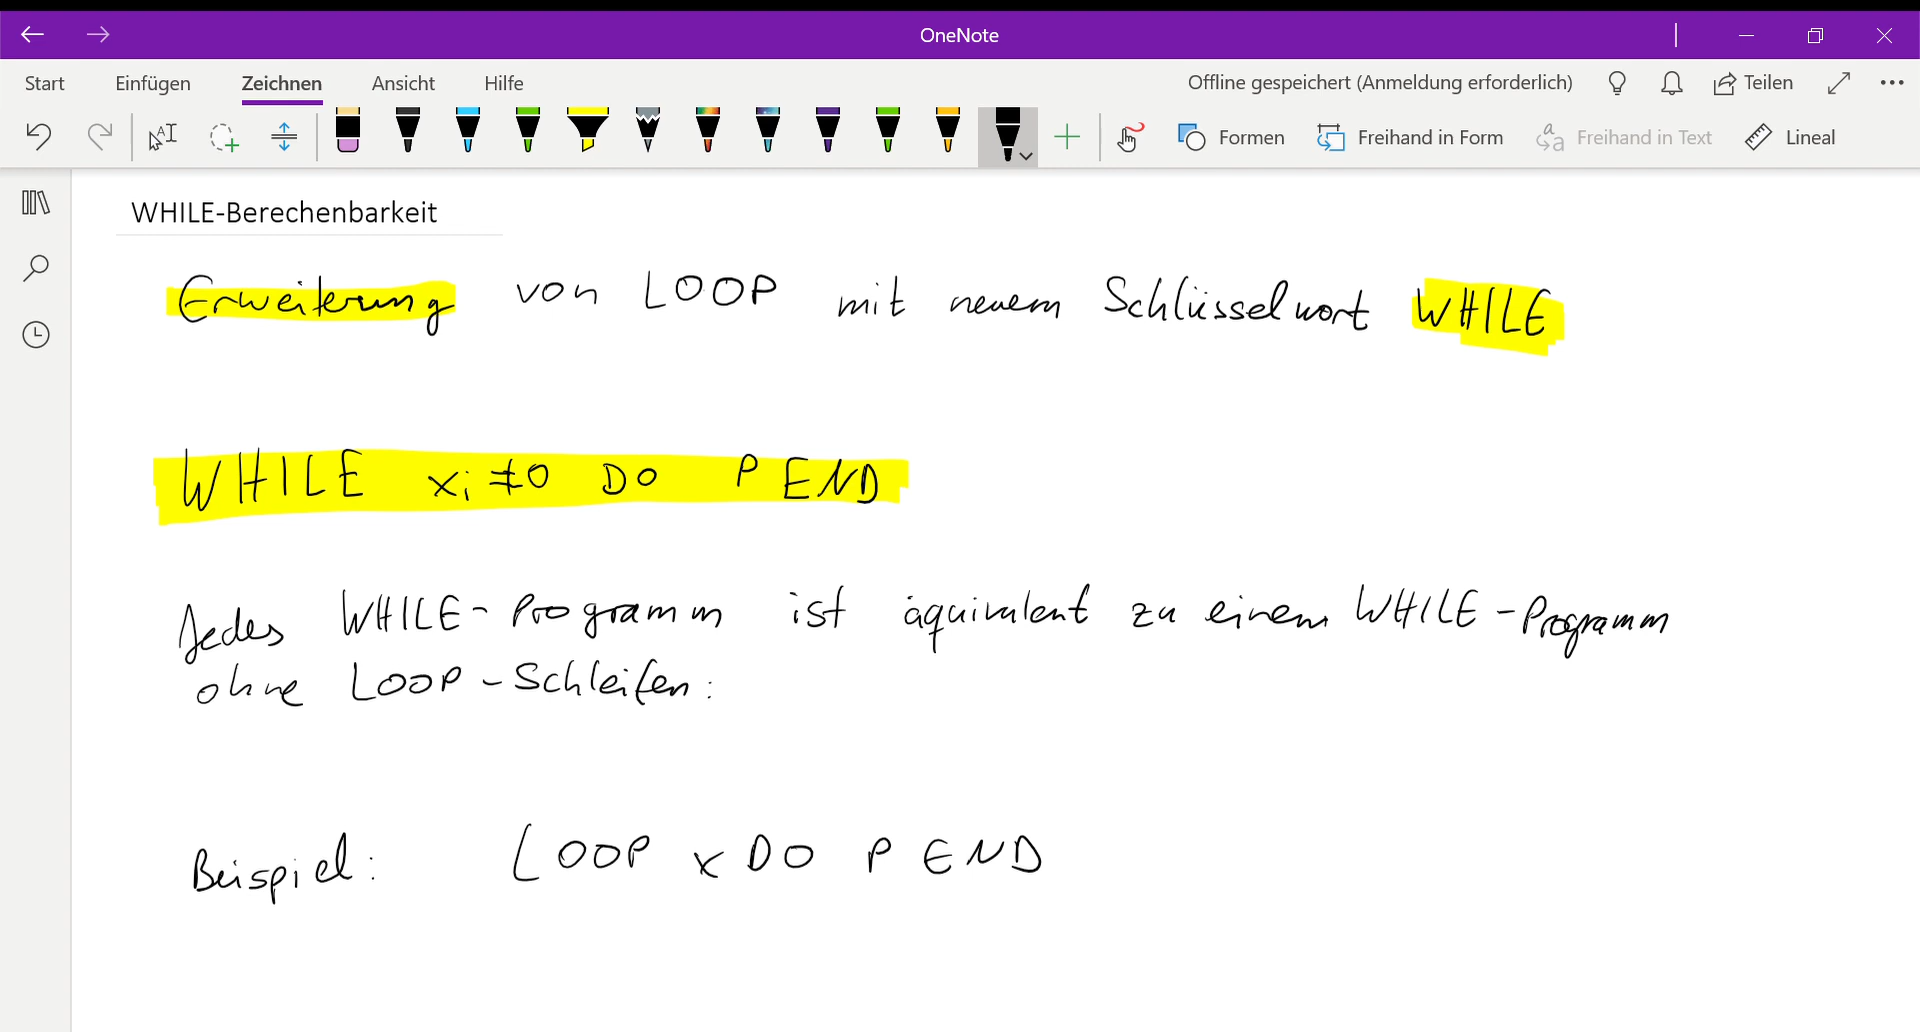 OneNote
Start Einfügen Zeichnen Ansicht Hilfe Offline gespeichert (Anmeldung erforderlich) Teilen
Formen Freihand in Form Freihand in Text Lineal
WHILE-Berechenbarkeit
Erweiterung von LOOP mit neuem Schlüsselwort WHILE
WHILE xi ≠ 0 DO P END
Jedes WHILE-Programm ist äquivalent zu einem WHILE-Programm
ohne LOOP-Schleifen:
Beispiel: LOOP x DO P END